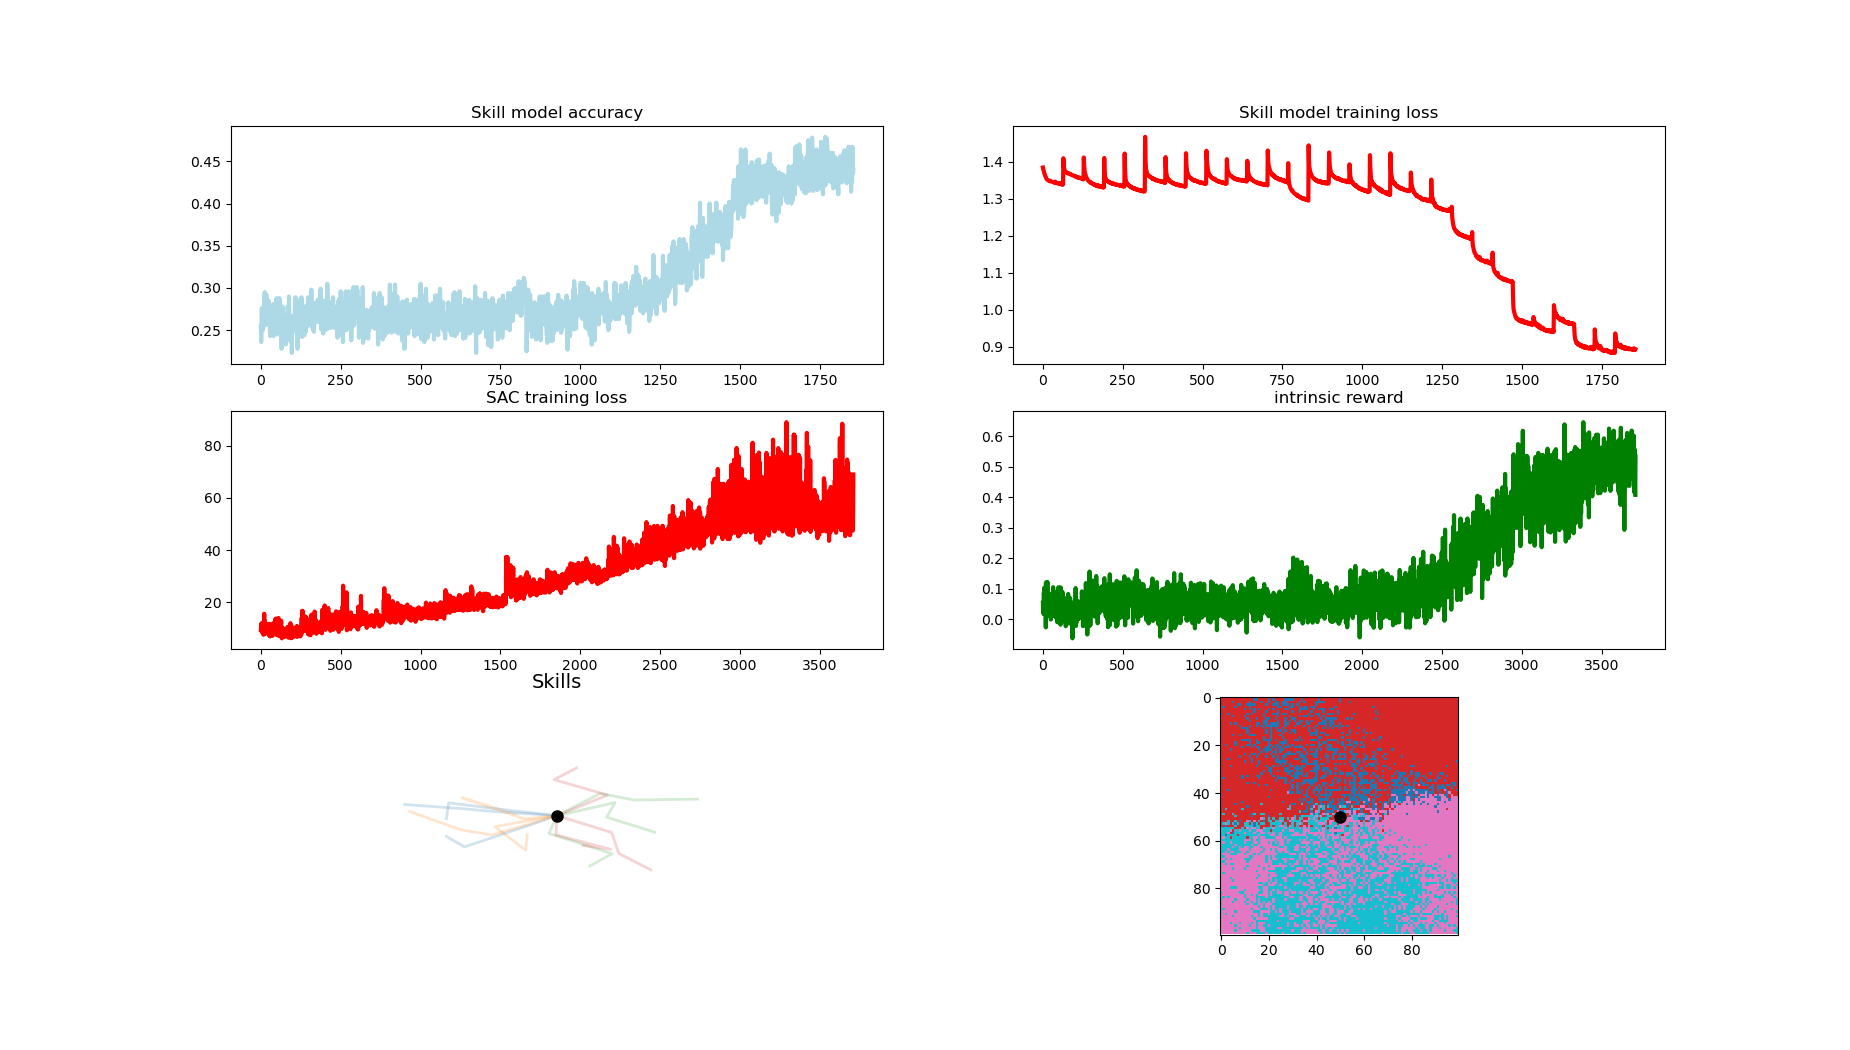 Skill model accuracy
0.45
0.40
0.35
0.30
0.25
0 250 500 750 1000 1250 1500 1750
Skill model training loss
1.4
1.3
1.2
1.1
1.0
0.9
0 250 500 750 1000 1250 1500 1750
SAC training loss
80
60
40
20
0 500 1000 1500 2000 2500 3000 3500
intrinsic reward
0.6
0.5
0.4
0.3
0.2
0.1
0.0
0 500 1000 1500 2000 2500 3000 3500
Skills
0
20
40
60
80
0 20 40 60 80